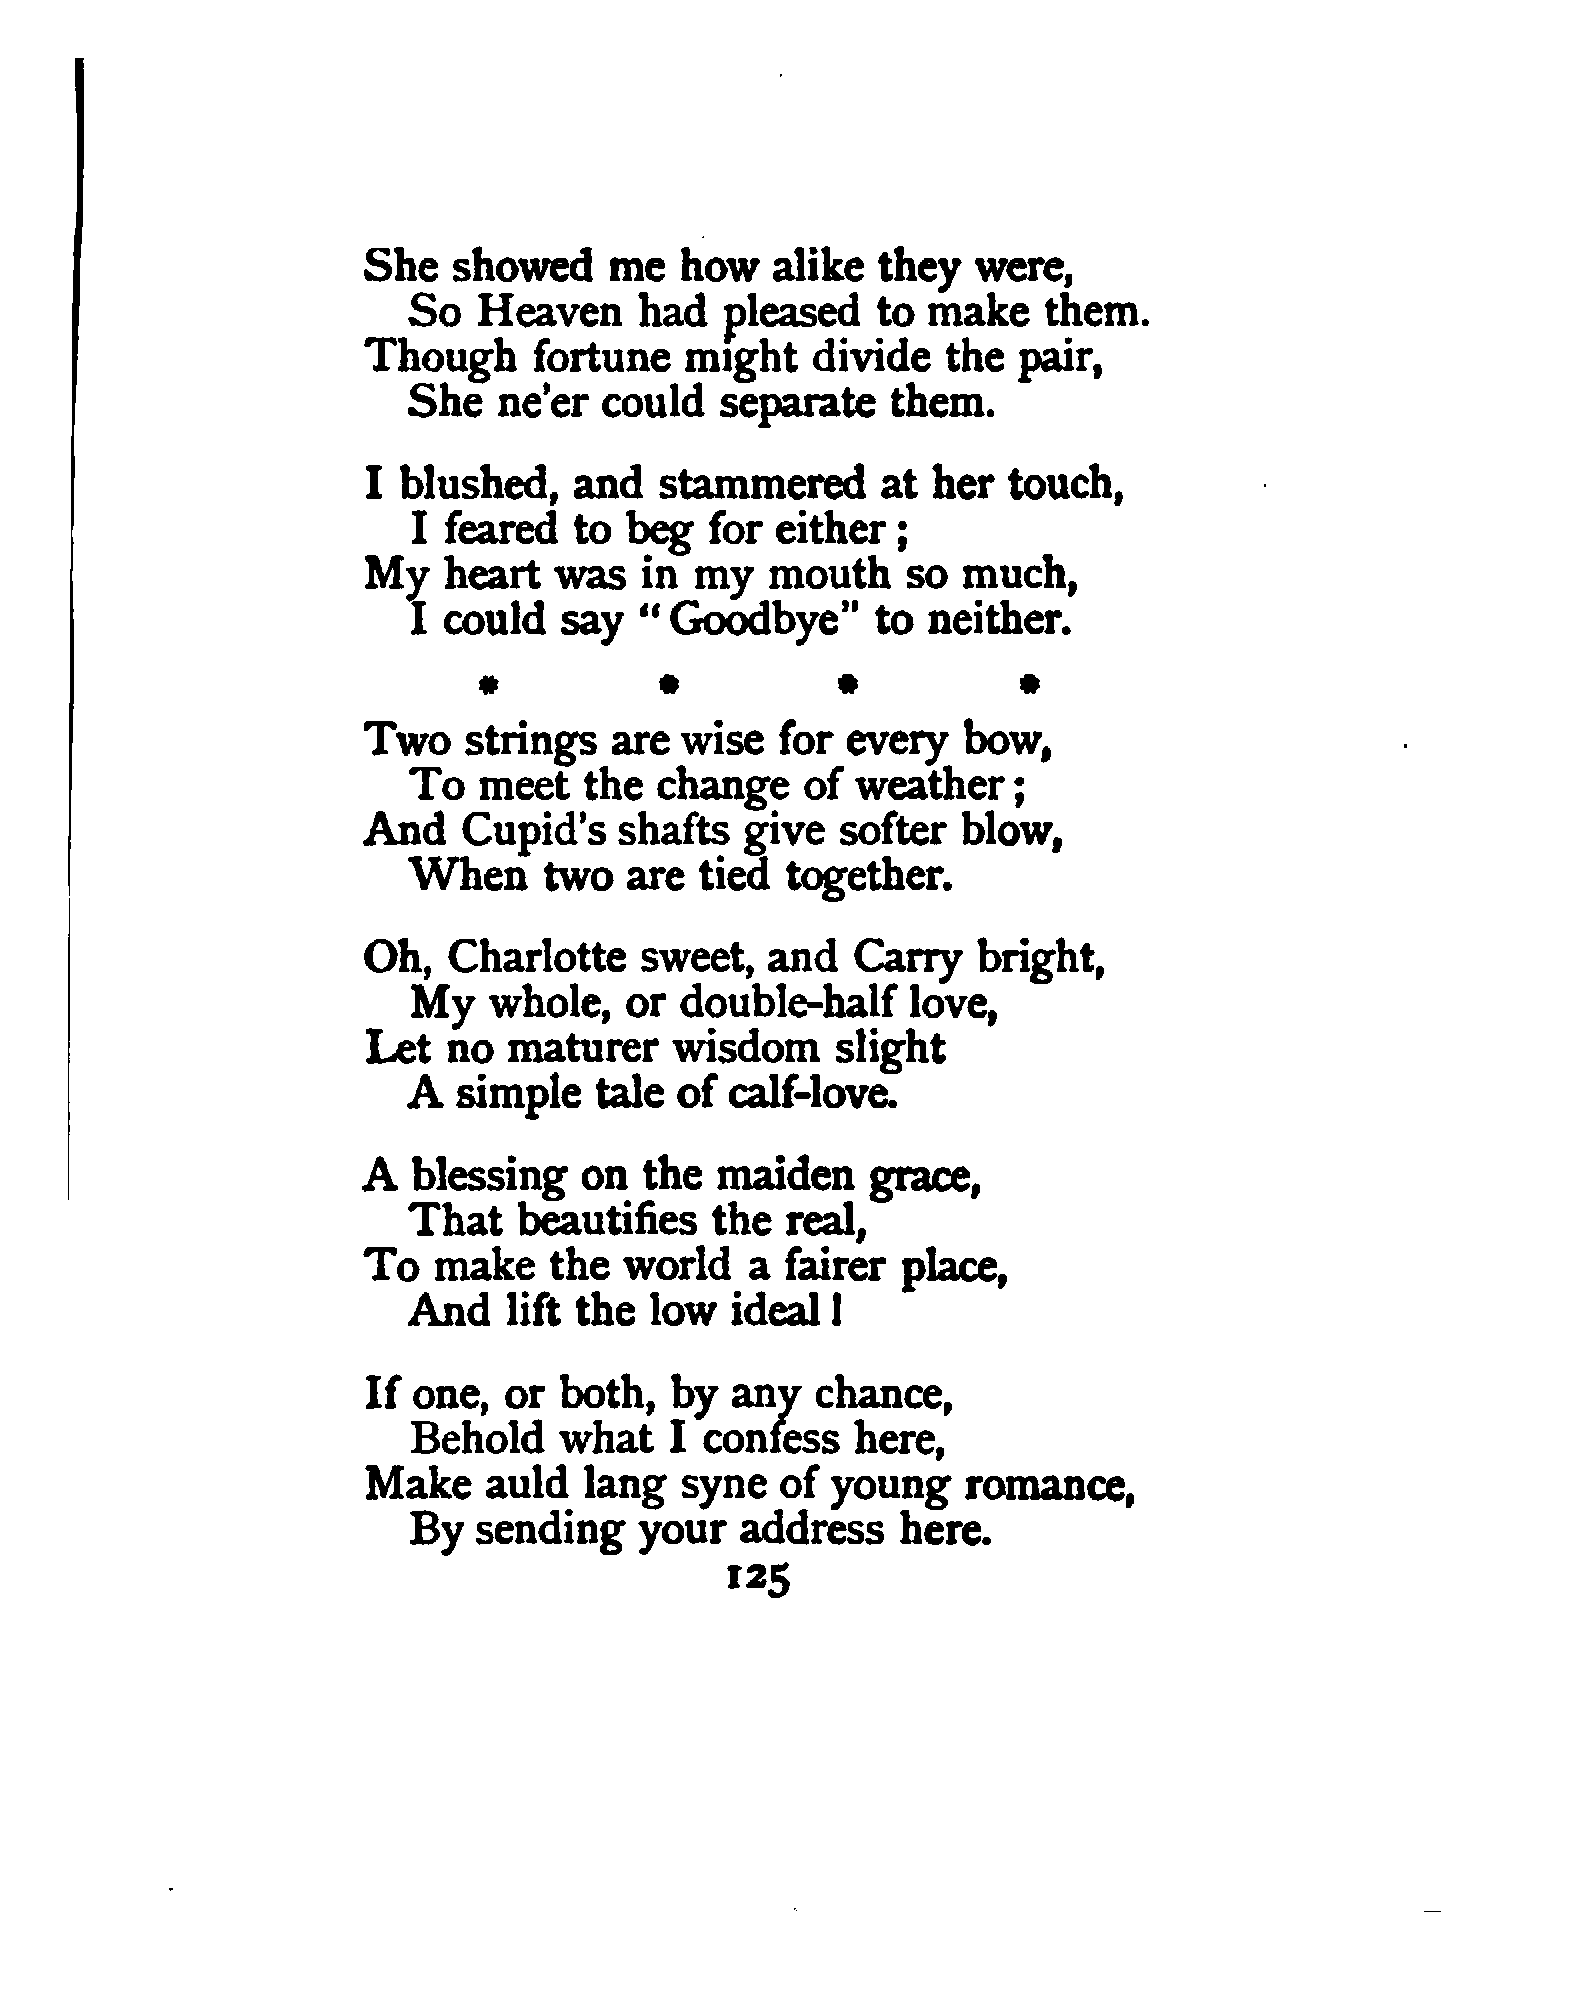 She showed me how alike they were,
So Heaven had pleased to make them.
Though fortune might divide the pair,
She ne'er could separate them.
I blushed, and stammered at her touch,
I feared to beg for either ;
My heart was in my mouth so much,
I could say “Goodbye” to neither.
* * * *
Two strings are wise for every bow,
To meet the change of weather ;
And Cupid's shafts give softer blow,
When two are tied together.
Oh, Charlotte sweet, and Carry bright,
My whole, or double-half love,
Let no maturer wisdom slight
A simple tale of calf-love.
A blessing on the maiden grace,
That beautifies the real,
To make the world a fairer place,
And lift the low ideal !
If one, or both, by any chance,
Behold what I confess here,
Make auld lang syne of young romance,
By sending your address here.
125